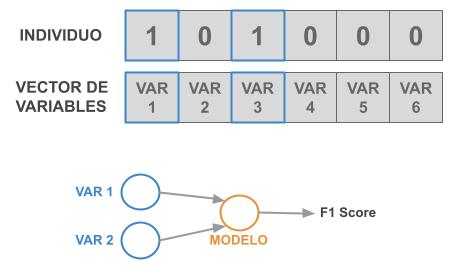 INDIVIDUO 1 0 1 0 0 0
VECTOR DE VARIABLES VAR 1 VAR 2 VAR 3 VAR 4 VAR 5 VAR 6
VAR 1
F1 Score
VAR 2
MODELO